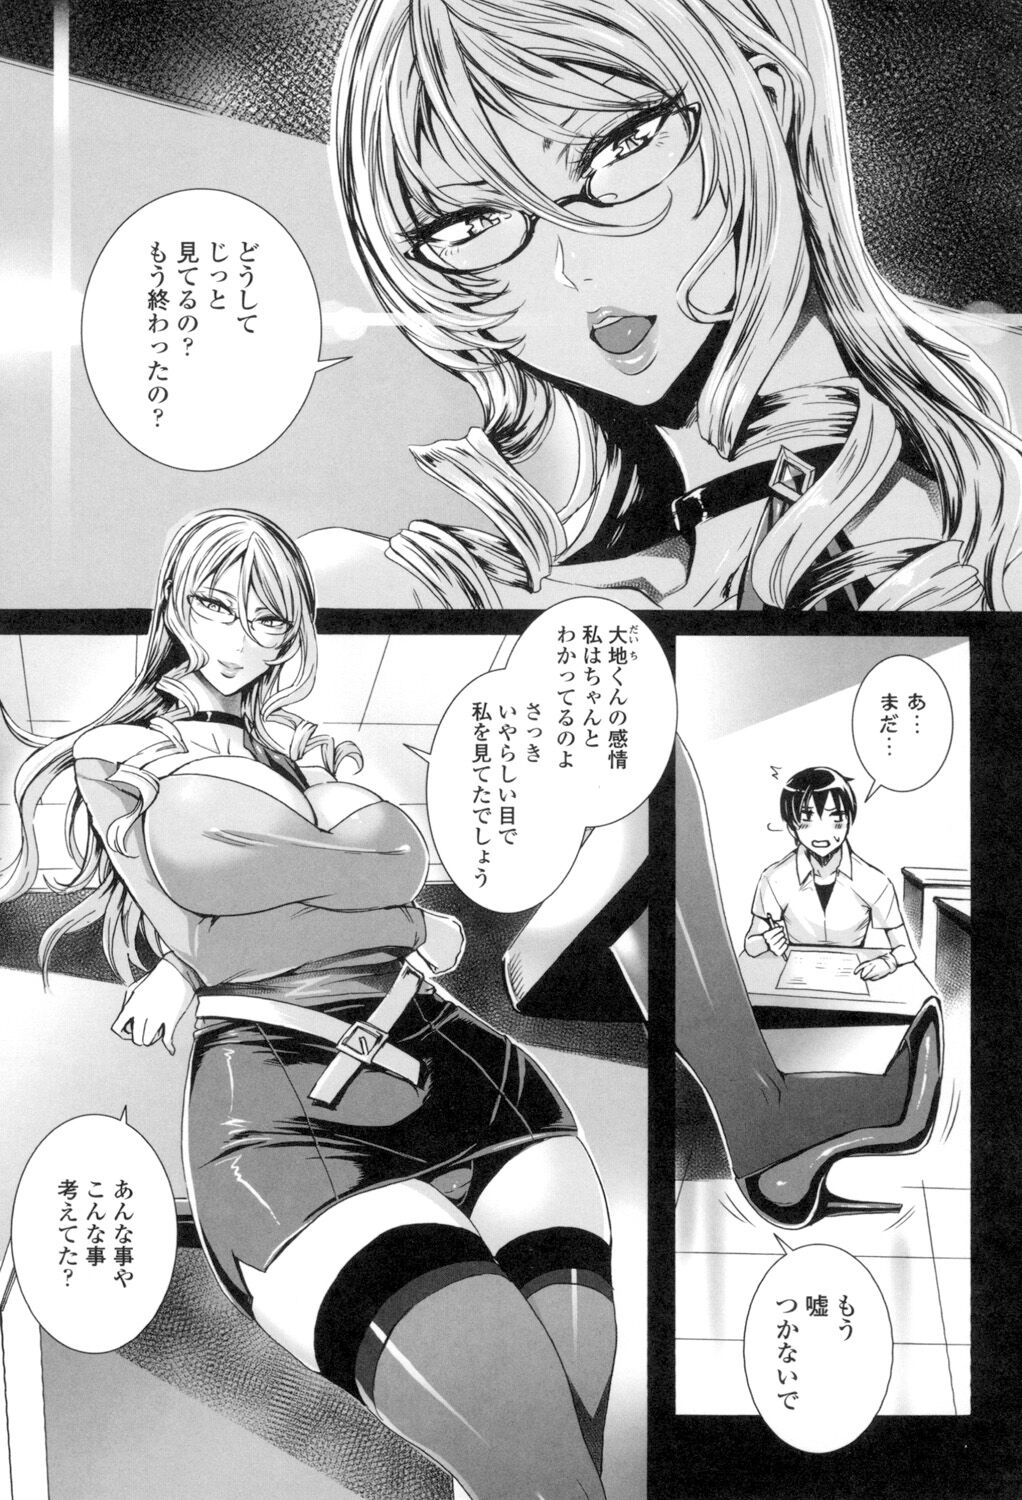 どうして
じっと
見てるの？
もう終わったの？
あ…
まだ…
もう
嘘
つかないで
大地くんの感情
だいち
私はちゃんと
わかってるのよ
さっき
いやらしい目で
私を見てたでしょう
あんな事や
こんな事
考えてた？